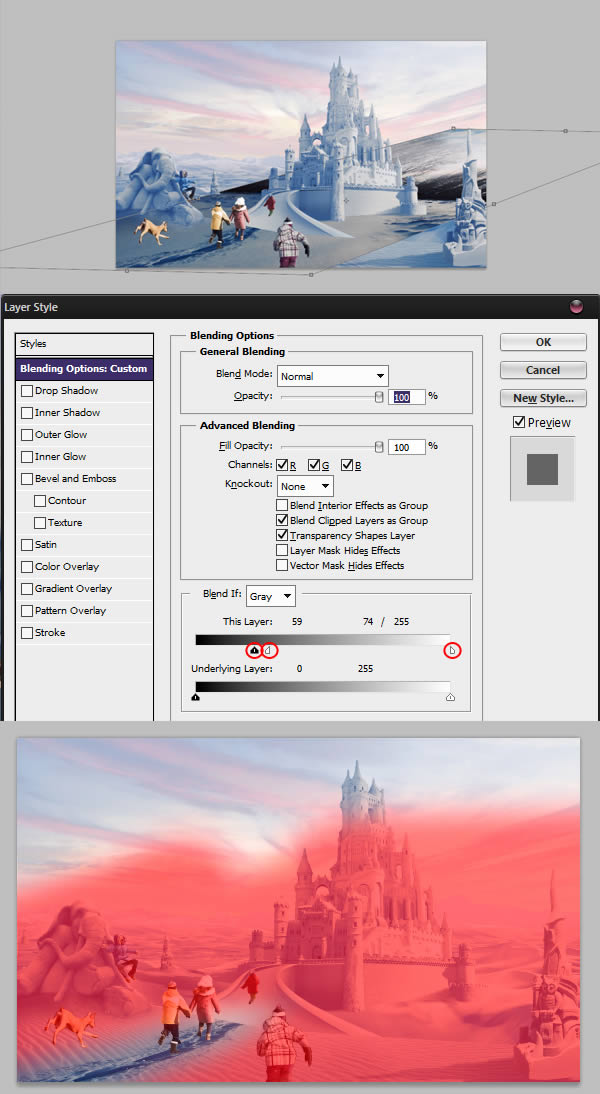 Layer Style
Styles
Blending Options: Custom
Drop Shadow
Inner Shadow
Outer Glow
Inner Glow
Bevel and Emboss
Contour
Texture
Satin
Color Overlay
Gradient Overlay
Pattern Overlay
Stroke
Blending Options
General Blending
Blend Mode: Normal
Opacity: 100 %
Advanced Blending
Fill Opacity: 100 %
Channels: R G B
Knockout: None
Blend Interior Effects as Group
Blend Clipped Layers as Group
Transparency Shapes Layer
Layer Mask Hides Effects
Vector Mask Hides Effects
Blend If: Gray
This Layer: 59 74 / 255
Underlying Layer: 0 255
OK
Cancel
New Style...
Preview